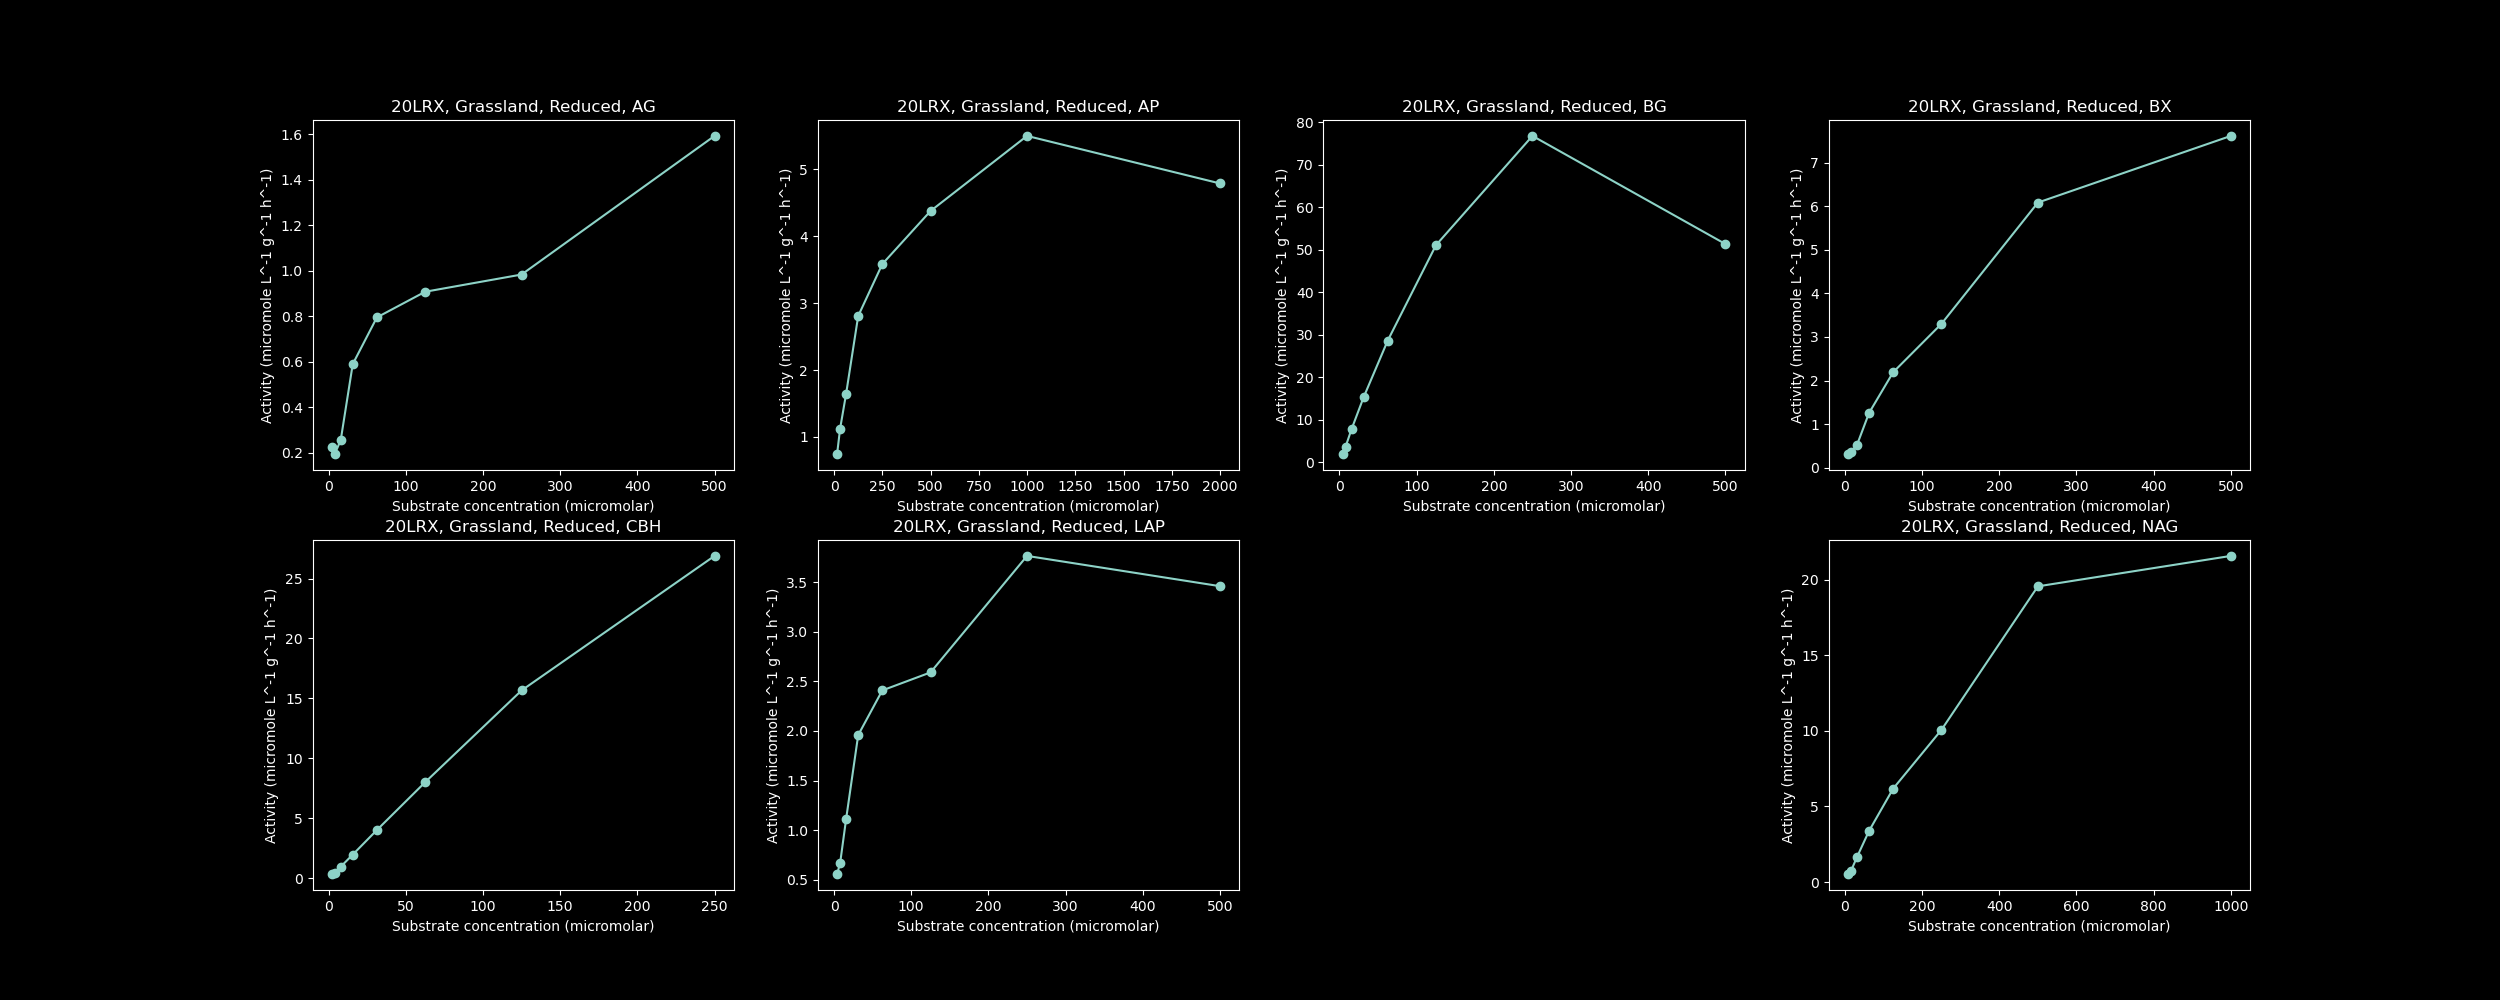 20LRX, Grassland, Reduced, AG
Activity (micromole L^-1 g^-1 h^-1)
1.6
1.4
1.2
1.0
0.8
0.6
0.4
0.2
0 100 200 300 400 500
Substrate concentration (micromolar)
20LRX, Grassland, Reduced, AP
Activity (micromole L^-1 g^-1 h^-1)
5
4
3
2
1
0 250 500 750 1000 1250 1500 1750 2000
Substrate concentration (micromolar)
20LRX, Grassland, Reduced, BG
Activity (micromole L^-1 g^-1 h^-1)
80
70
60
50
40
30
20
10
0
0 100 200 300 400 500
Substrate concentration (micromolar)
20LRX, Grassland, Reduced, BX
Activity (micromole L^-1 g^-1 h^-1)
7
6
5
4
3
2
1
0
0 100 200 300 400 500
Substrate concentration (micromolar)
20LRX, Grassland, Reduced, CBH
Activity (micromole L^-1 g^-1 h^-1)
25
20
15
10
5
0
0 50 100 150 200 250
Substrate concentration (micromolar)
20LRX, Grassland, Reduced, LAP
Activity (micromole L^-1 g^-1 h^-1)
3.5
3.0
2.5
2.0
1.5
1.0
0.5
0 100 200 300 400 500
Substrate concentration (micromolar)
20LRX, Grassland, Reduced, NAG
Activity (micromole L^-1 g^-1 h^-1)
20
15
10
5
0
0 200 400 600 800 1000
Substrate concentration (micromolar)